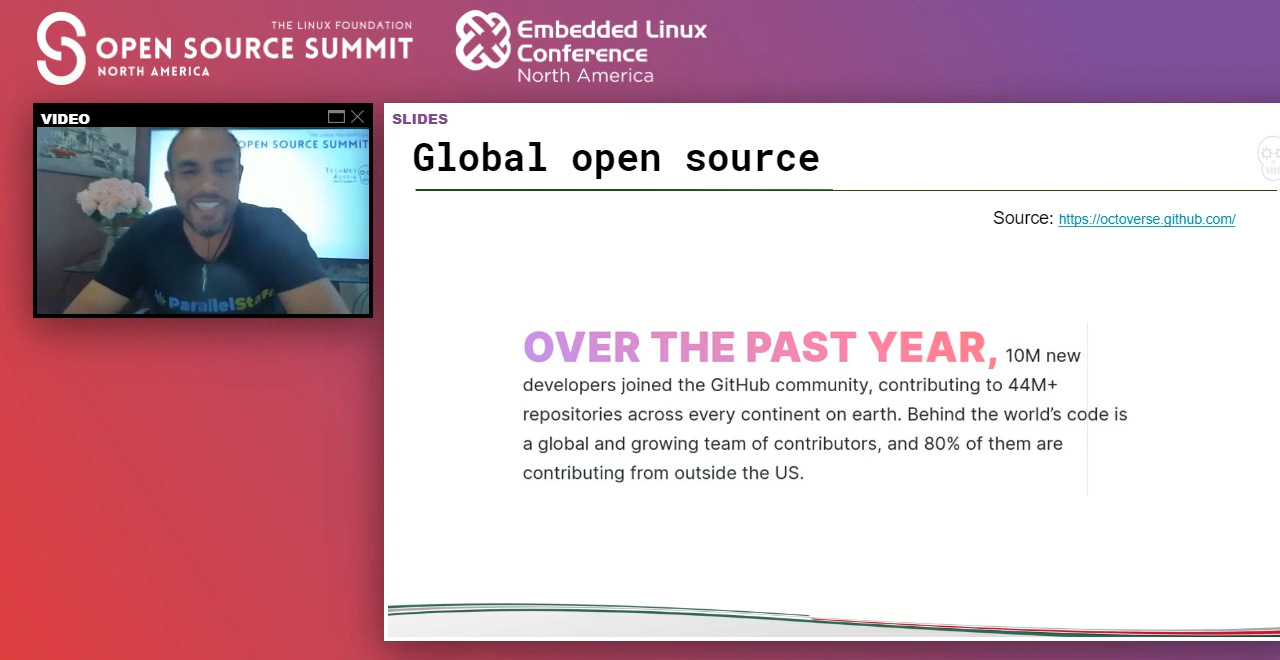 THE LINUX FOUNDATION
OPEN SOURCE SUMMIT
NORTH AMERICA
Embedded Linux
Conference
North America
VIDEO
OPEN SOURCE SUMMIT
ParallelStaff
SLIDES
Global open source
Source: https://octoverse.github.com/
OVER THE PAST YEAR, 10M new
developers joined the GitHub community, contributing to 44M+
repositories across every continent on earth. Behind the world’s code is
a global and growing team of contributors, and 80% of them are
contributing from outside the US.